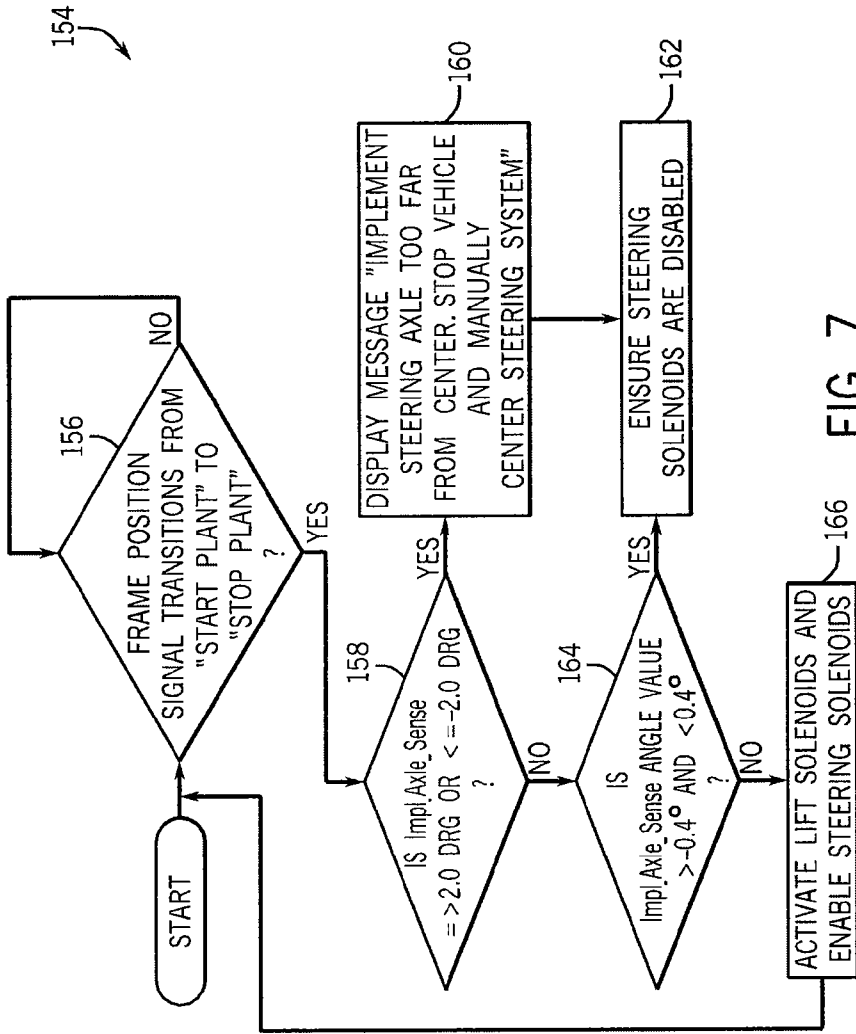 154
START
156
FRAME POSITION
SIGNAL TRANSITIONS FROM
"START PLANT" TO
"STOP PLANT"
?
NO
YES
158
IS Impl_Axle_Sense
=>2.0 DRG OR <=-2.0 DRG
?
YES
NO
160
DISPLAY MESSAGE "IMPLEMENT
STEERING AXLE TOO FAR
FROM CENTER. STOP VEHICLE
AND MANUALLY
CENTER STEERING SYSTEM"
164
IS
Impl_Axle_Sense ANGLE VALUE
>-0.4° AND <0.4°
?
YES
NO
162
ENSURE STEERING
SOLENOIDS ARE DISABLED
166
ACTIVATE LIFT SOLENOIDS AND
ENABLE STEERING SOLENOIDS
FIG. 7